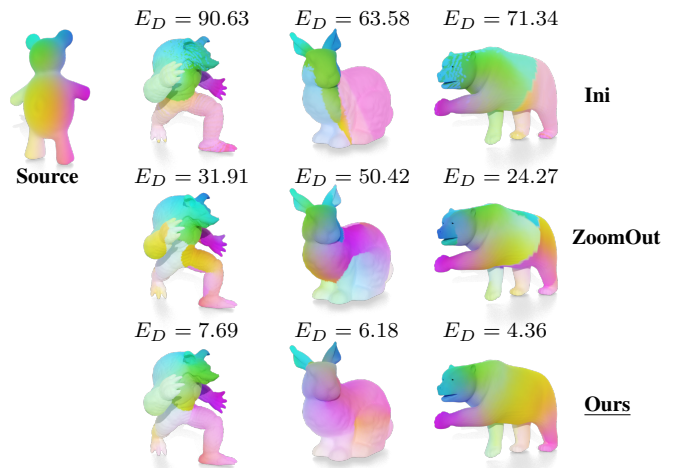 E_D = 90.63 E_D = 63.58 E_D = 71.34
Ini
Source E_D = 31.91 E_D = 50.42 E_D = 24.27
ZoomOut
E_D = 7.69 E_D = 6.18 E_D = 4.36
Ours